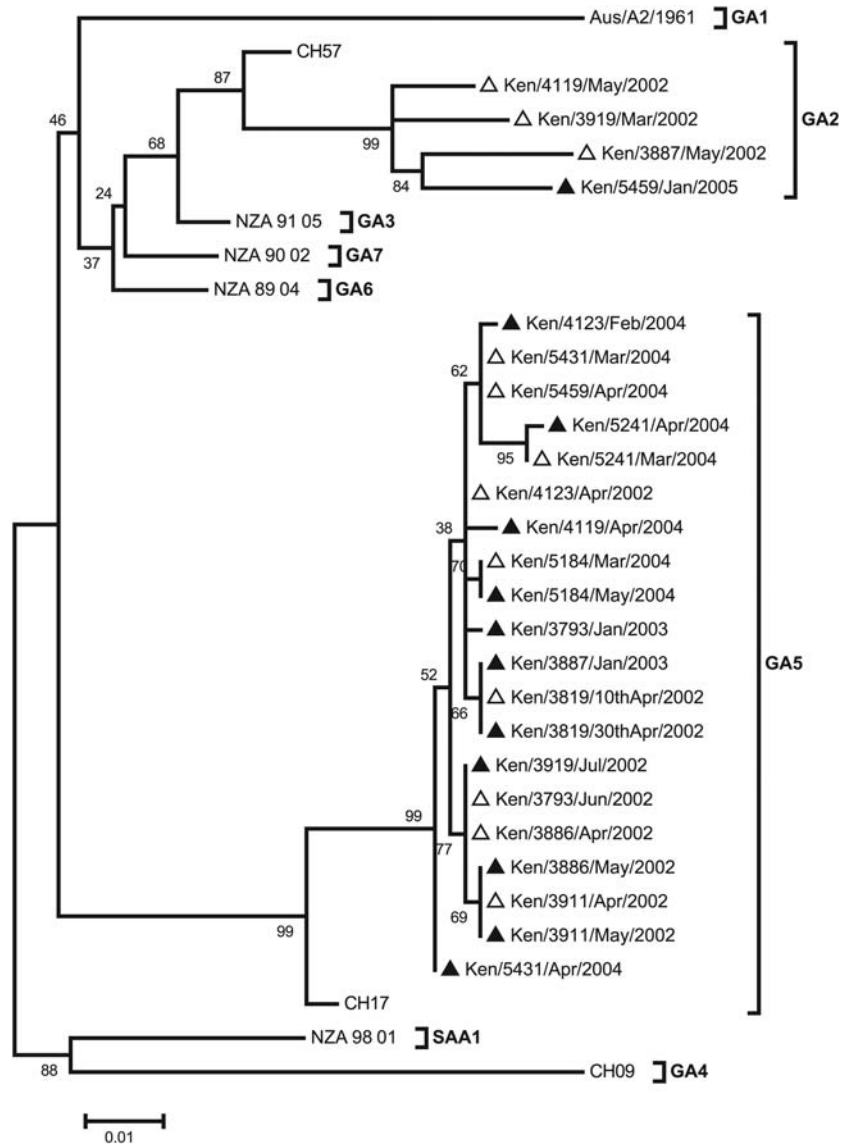 Aus/A2/1961 GA1
CH57
87
Ken/4119/May/2002
46
Ken/3919/Mar/2002 GA2
68 99
Ken/3887/May/2002
84
Ken/5459/Jan/2005
24
NZA 91 05 GA3
NZA 90 02 GA7
37
NZA 89 04 GA6
Ken/4123/Feb/2004
Ken/5431/Mar/2004
62
Ken/5459/Apr/2004
Ken/5241/Apr/2004
95 Ken/5241/Mar/2004
Ken/4123/Apr/2002
38
Ken/4119/Apr/2004
70 Ken/5184/Mar/2004
Ken/5184/May/2004
Ken/3793/Jan/2003
Ken/3887/Jan/2003 GA5
52
Ken/3819/10thApr/2002
66
Ken/3819/30thApr/2002
Ken/3919/Jul/2002
Ken/3793/Jun/2002
99
Ken/3886/Apr/2002
77
Ken/3886/May/2002
Ken/3911/Apr/2002
69
Ken/3911/May/2002
99
Ken/5431/Apr/2004
CH17
NZA 98 01 SAA1
88
CH09 GA4
0.01